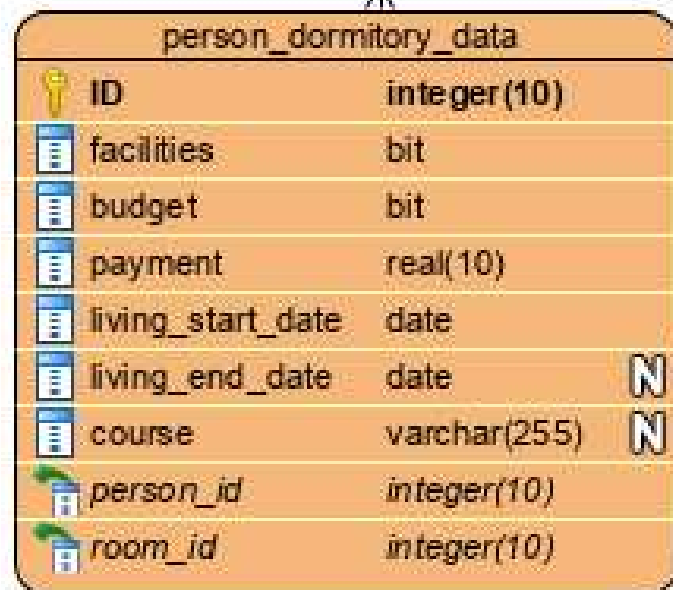 person_dormitory_data
ID integer(10)
facilities bit
budget bit
payment real(10)
living_start_date date
living_end_date date N
course varchar(255) N
person_id integer(10)
room_id integer(10)